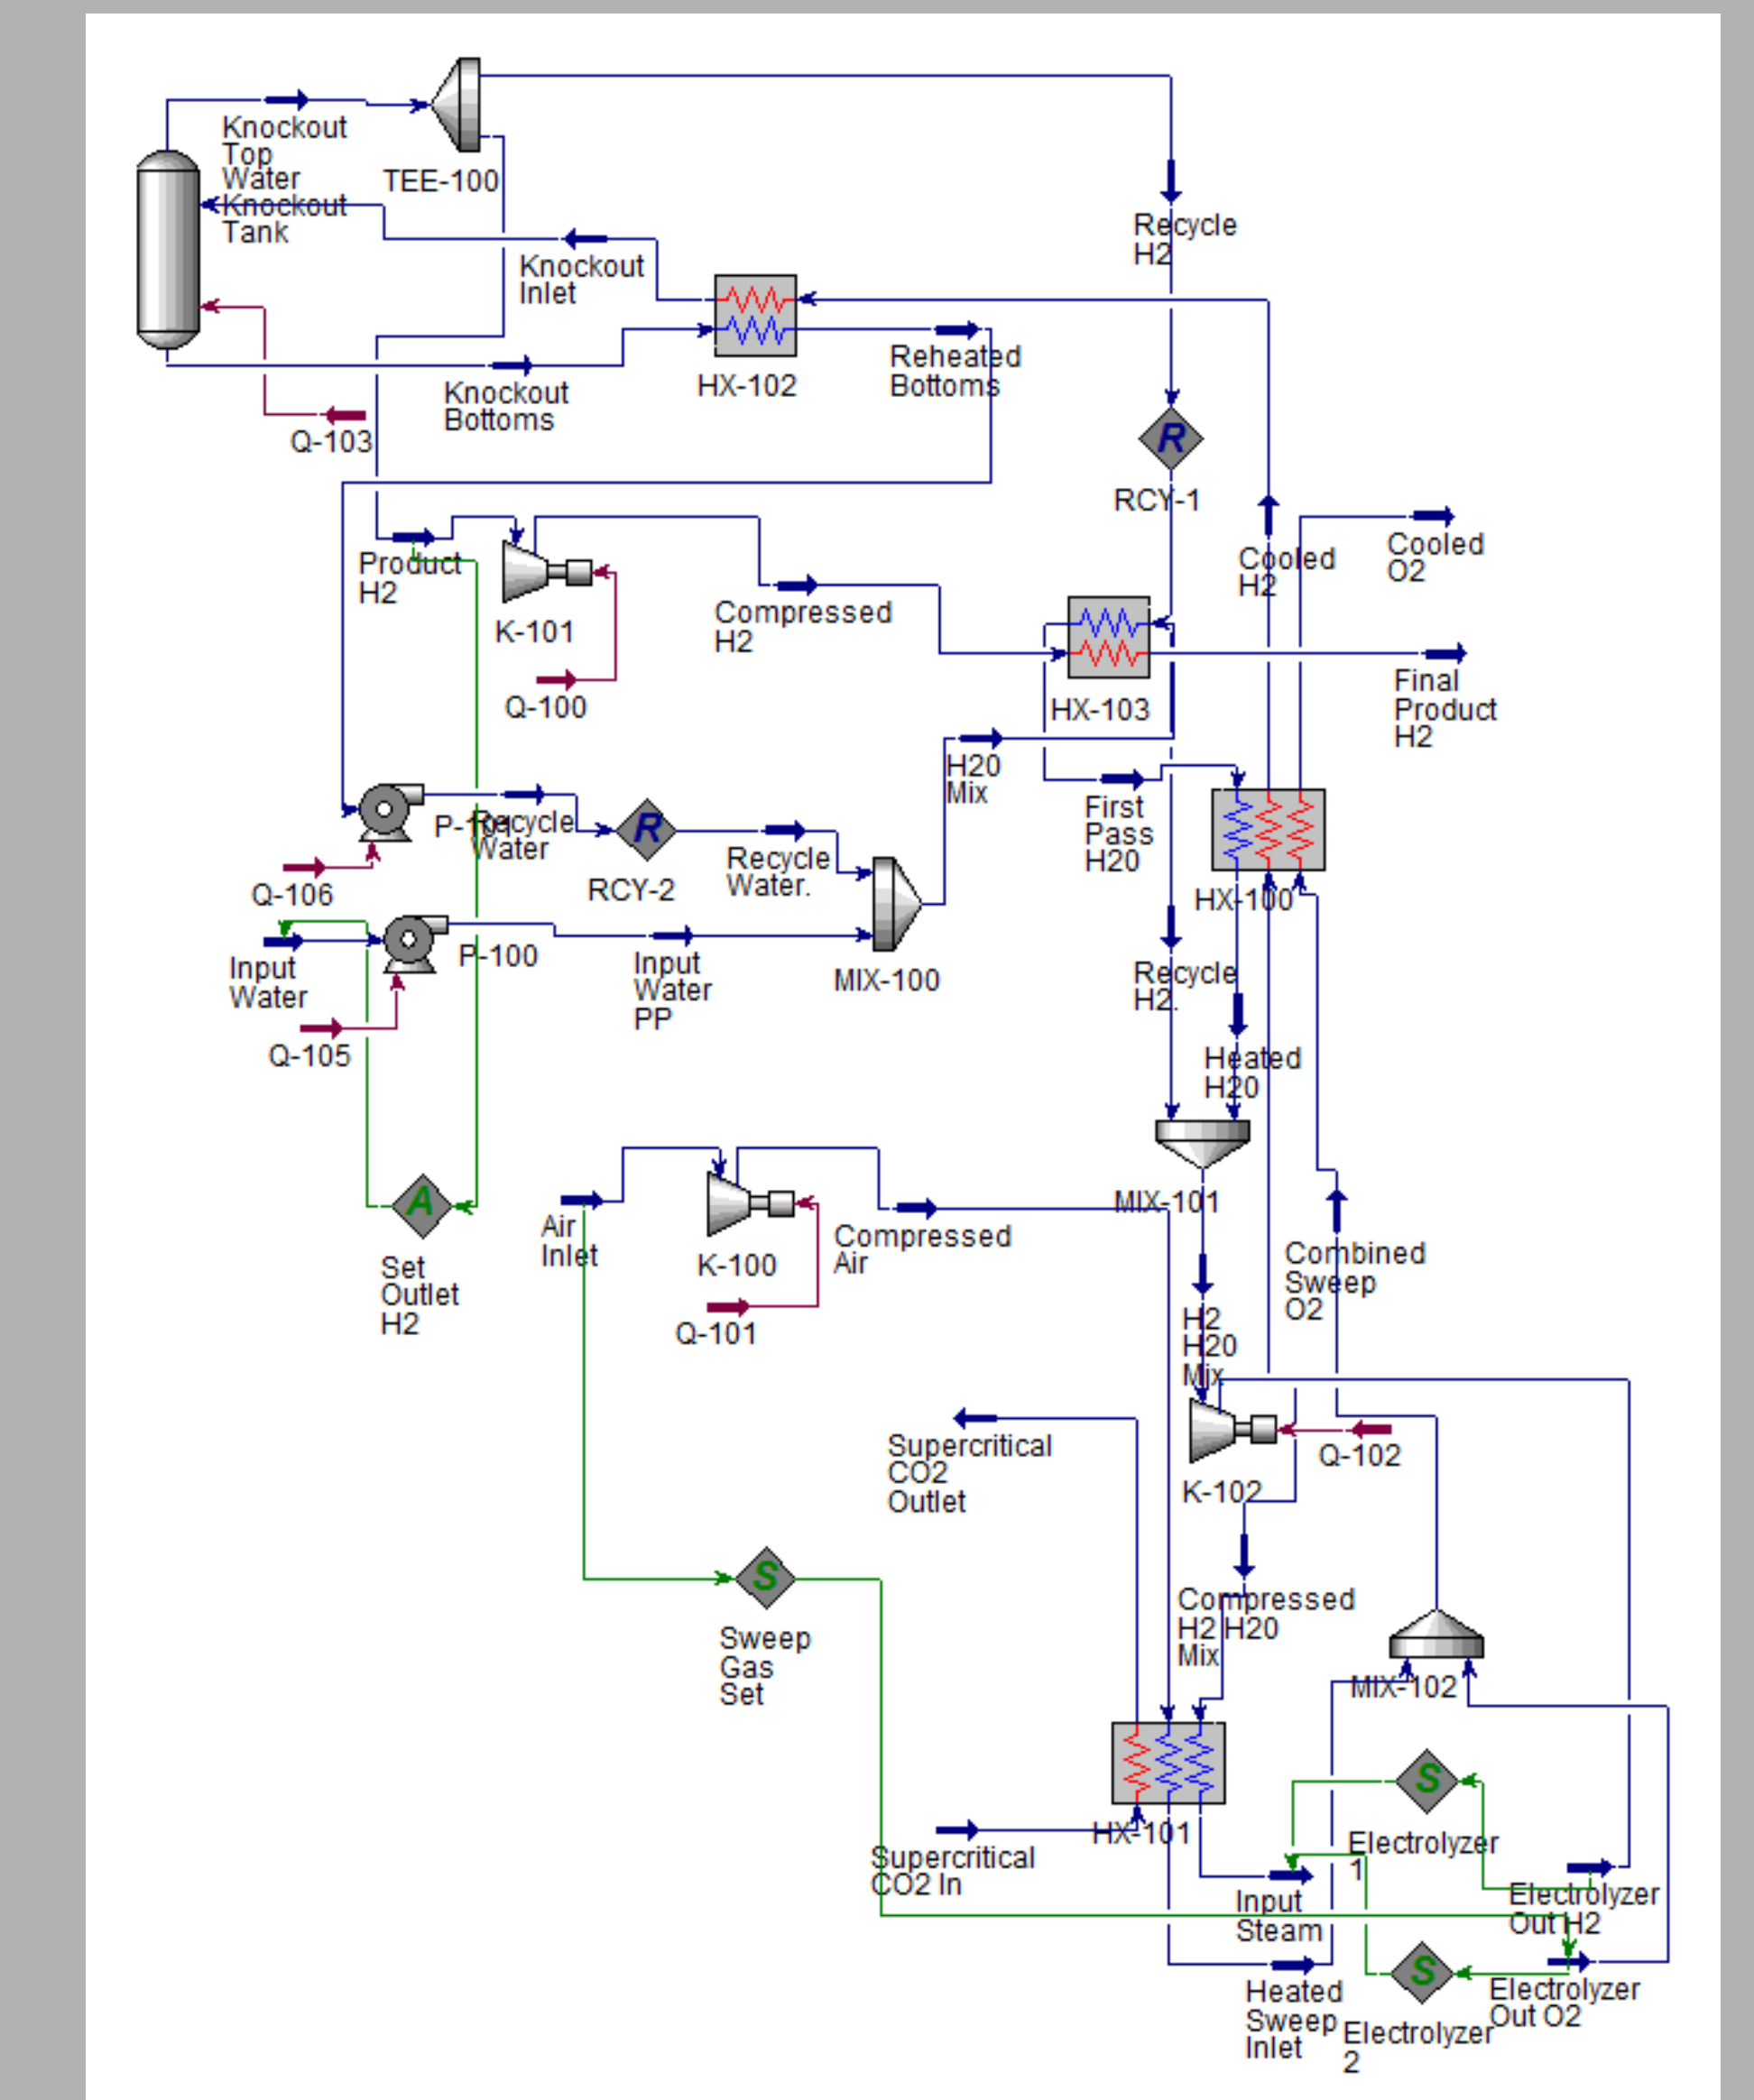 Knockout
Top
Water
Knockout
Tank
TEE-100
Recycle
H2
Knockout
Inlet
HX-102
Reheated
Bottoms
Knockout
Bottoms
Q-103
R
RCY-1
Product
H2
K-101
Compressed
H2
Cooled
H2
Cooled
O2
Q-100
HX-103
Final
Product
H2
H20
Mix
First
Pass
H20
P-101
Recycle
Water
R
RCY-2
Recycle
Water.
Q-106
HX-100
Input
Water
P-100
Input
Water
PP
MIX-100
Recycle
H2.
Q-105
Heated
H20
A
Set
Outlet
H2
Air
Inlet
K-100
Compressed
Air
MIX-101
Q-101
Combined
Sweep
O2
H2
H20
Mix
Supercritical
CO2
Outlet
K-102
Q-102
S
Sweep
Gas
Set
Compressed
H2 H20
Mix
MIX-102
S
Electrolyzer
1
HX-101
Supercritical
CO2 In
Input
Steam
Electrolyzer
Out H2
S
Electrolyzer
2
Heated
Sweep
Inlet
Electrolyzer
Out O2